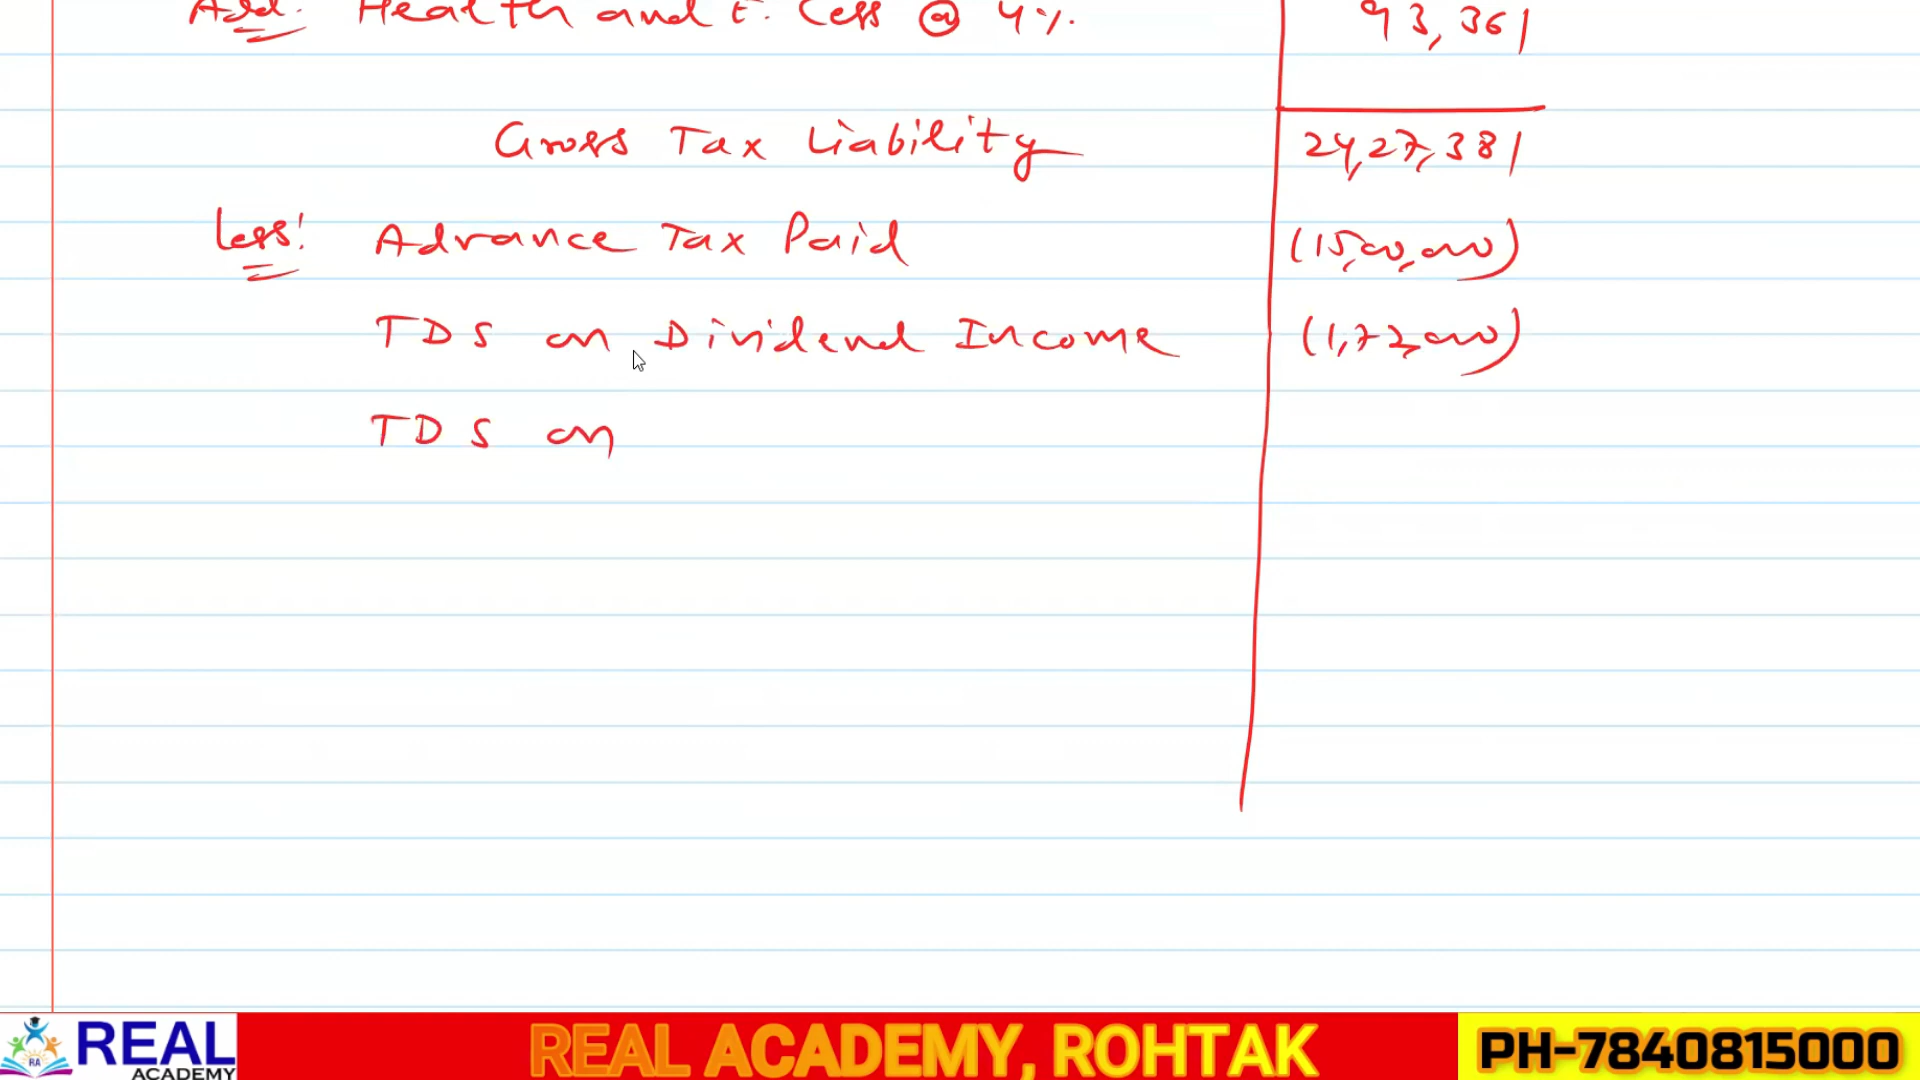 Add: Health and E. Cess @ 4%. 93,361
Gross Tax Liability 24,27,381
Less: Advance Tax Paid (15,00,000)
TDS on Dividend Income (1,72,000)
TDS on
REAL ACADEMY
RA
REAL ACADEMY, ROHTAK
PH-7840815000